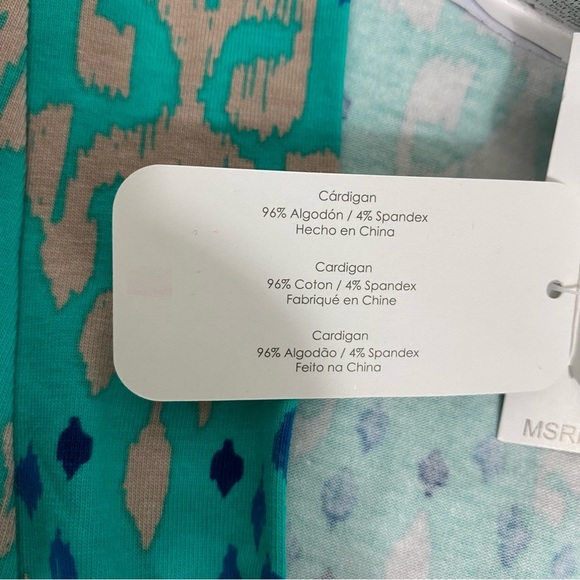 Cárdigan
96% Algodón / 4% Spandex
Hecho en China
Cardigan
96% Coton / 4% Spandex
Fabriqué en Chine
Cardigan
96% Algodão / 4% Spandex
Feito na China